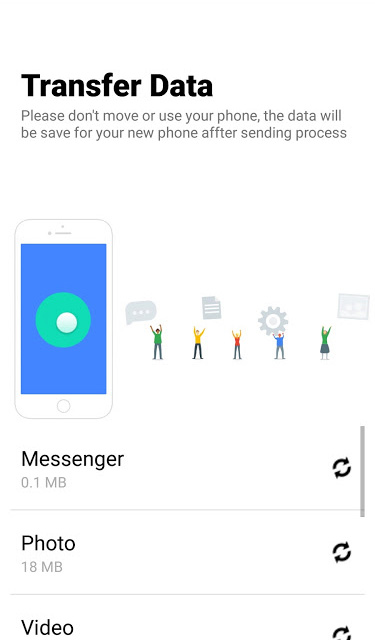 Transfer Data
Please don't move or use your phone, the data will
be save for your new phone affter sending process
Messenger
0.1 MB
Photo
18 MB
Video